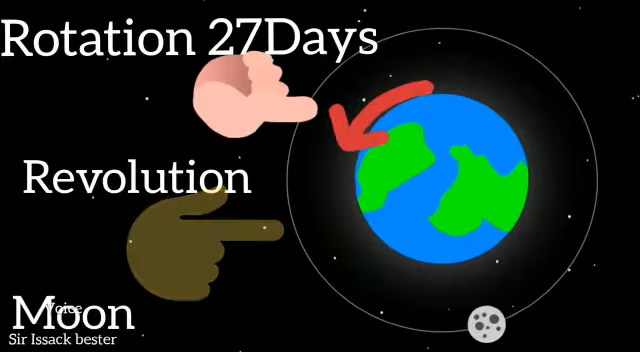 Rotation 27Days
Revolution
Moon
Voice
Sir Issack bester